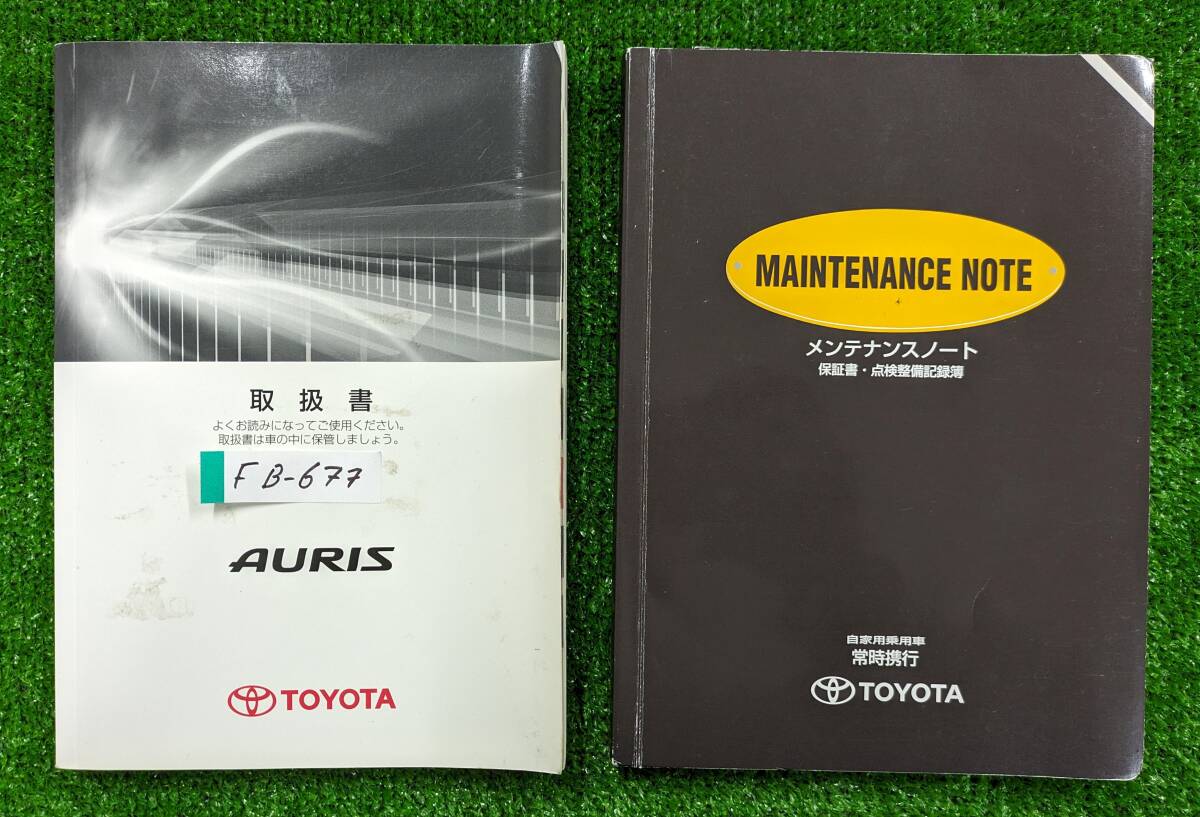 取扱書
よくお読みになってご使用ください。
取扱書は車の中に保管しましょう。
FB-677
AURIS
TOYOTA
MAINTENANCE NOTE
メンテナンスノート
保証書・点検整備記録簿
自家用乗用車
常時携行
TOYOTA